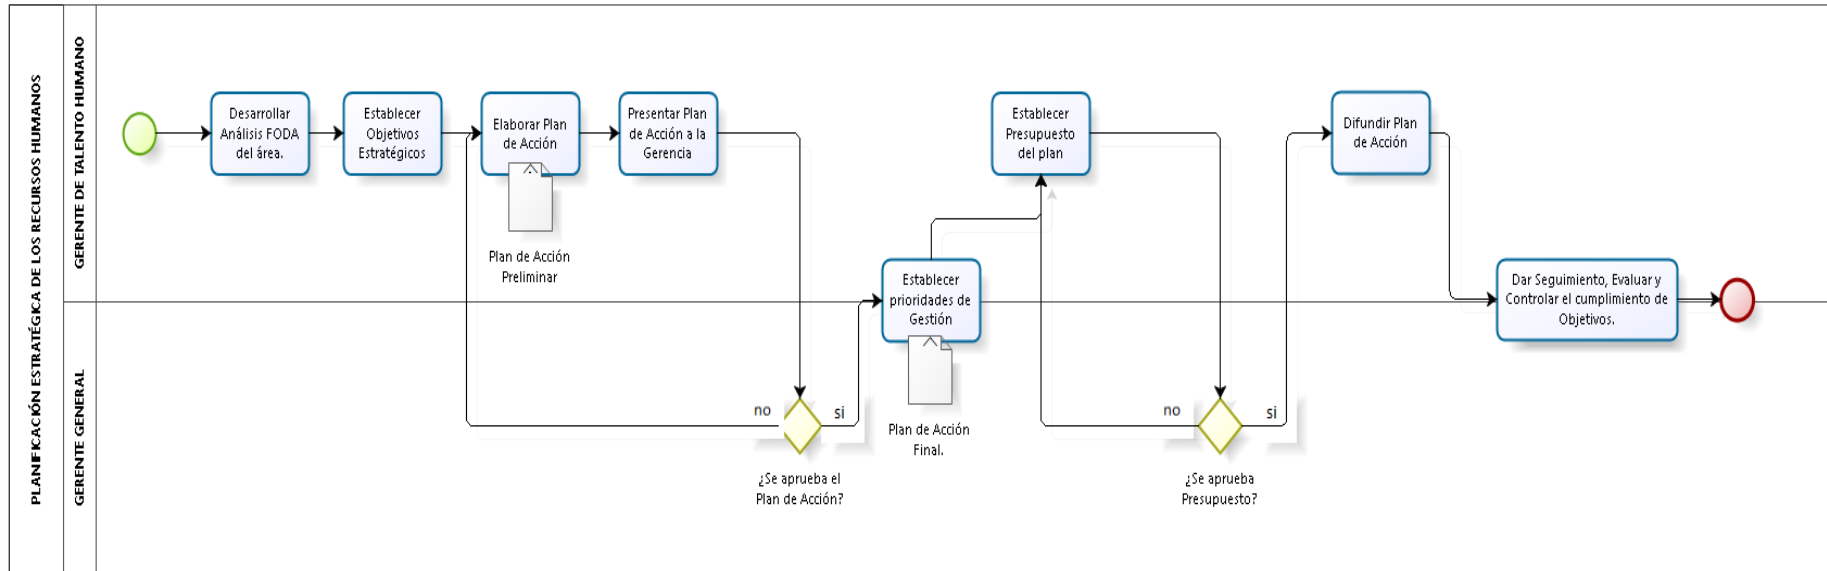 PLANIFICACIÓN ESTRATÉGICA DE LOS RECURSOS HUMANOS
GERENTE DE TALENTO HUMANO
GERENTE GENERAL
Desarrollar
Análisis FODA
del área.
Establecer
Objetivos
Estratégicos
Elaborar Plan
de Acción
Plan de Acción
Preliminar
Presentar Plan
de Acción a la
Gerencia
no
si
¿Se aprueba el
Plan de Acción?
Establecer
prioridades de
Gestión
Plan de Acción
Final.
Establecer
Presupuesto
del plan
no
si
¿Se aprueba
Presupuesto?
Difundir Plan
de Acción
Dar Seguimiento, Evaluar y
Controlar el cumplimiento de
Objetivos.